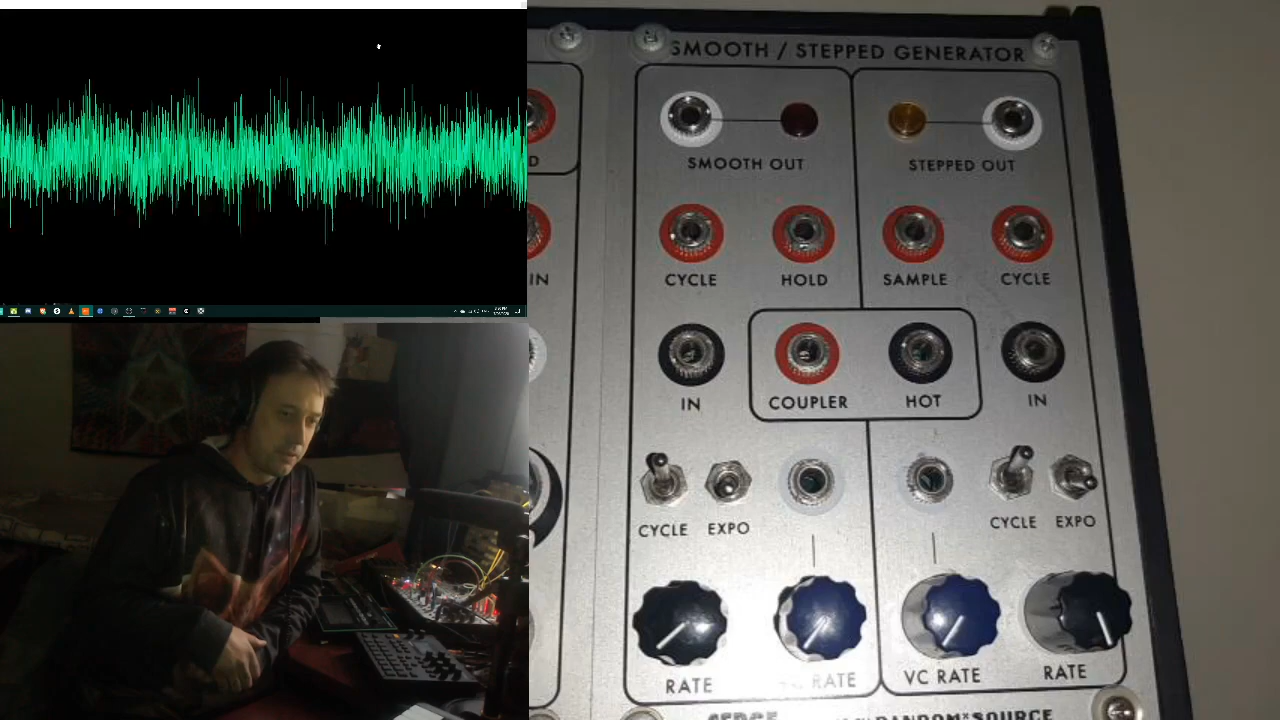 SMOOTH / STEPPED GENERATOR
D
SMOOTH OUT
STEPPED OUT
IN
CYCLE
HOLD
SAMPLE
CYCLE
IN
COUPLER
HOT
IN
CYCLE
EXPO
CYCLE
EXPO
RATE
RATE
VC RATE
RATE
SERGE
RANDOM*SOURCE